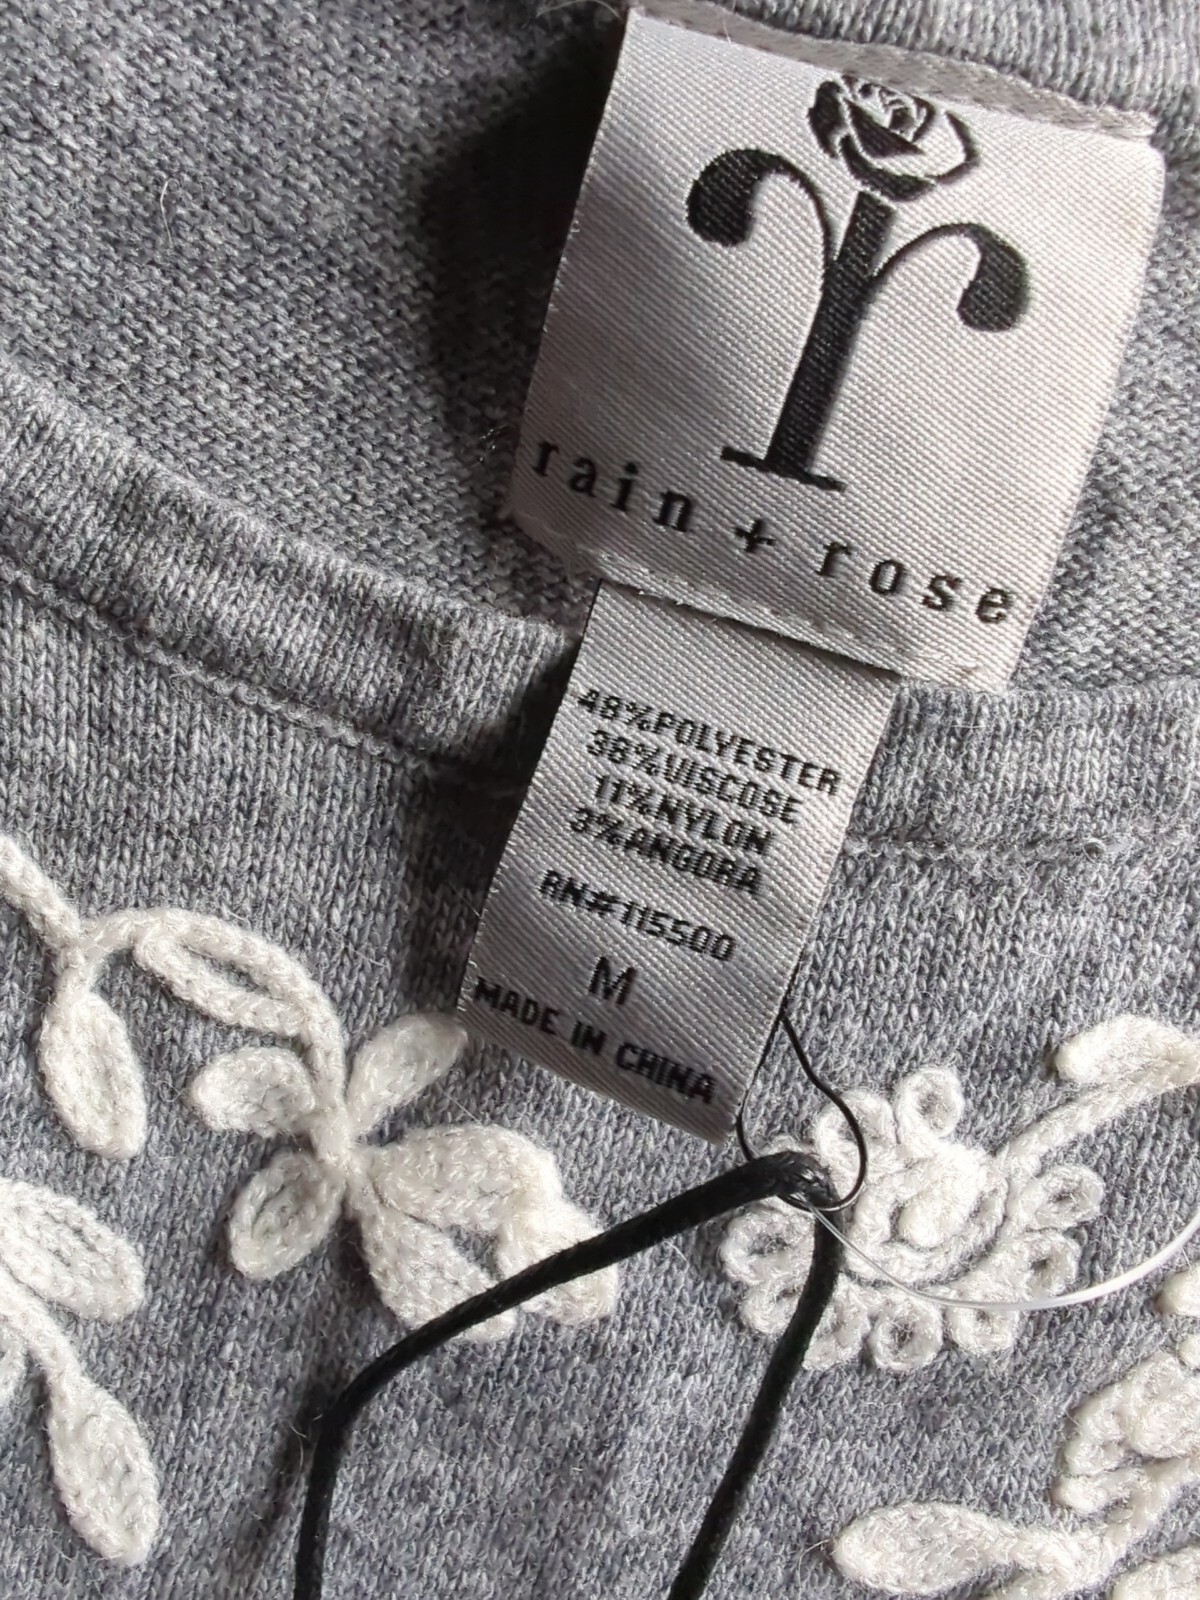 r
rain + rose
48%POLYESTER
38%VISCOSE
11%NYLON
3%ANGORA
RN#115500
M
MADE IN CHINA